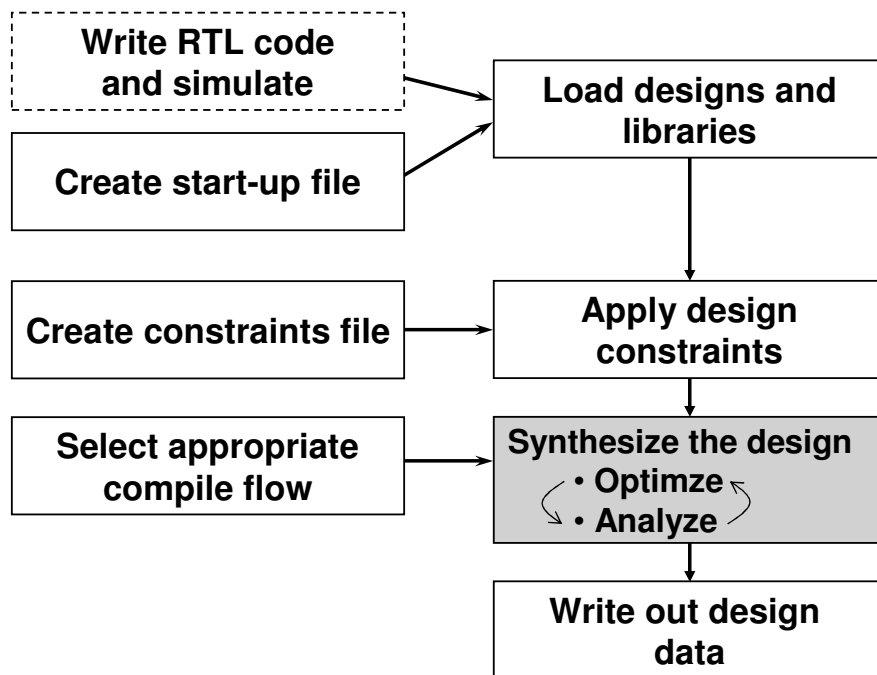 Write RTL code
and simulate
Load designs and
libraries
Create start-up file
Create constraints file
Apply design
constraints
Select appropriate
compile flow
Synthesize the design
• Optimze
• Analyze
Write out design
data